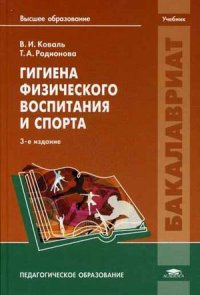 Высшее образование
Учебник
В. И. Коваль
Т. А. Родионова
ГИГИЕНА
ФИЗИЧЕСКОГО
ВОСПИТАНИЯ
И СПОРТА
3-е издание
БАКАЛАВРИАТ
ПЕДАГОГИЧЕСКОЕ ОБРАЗОВАНИЕ